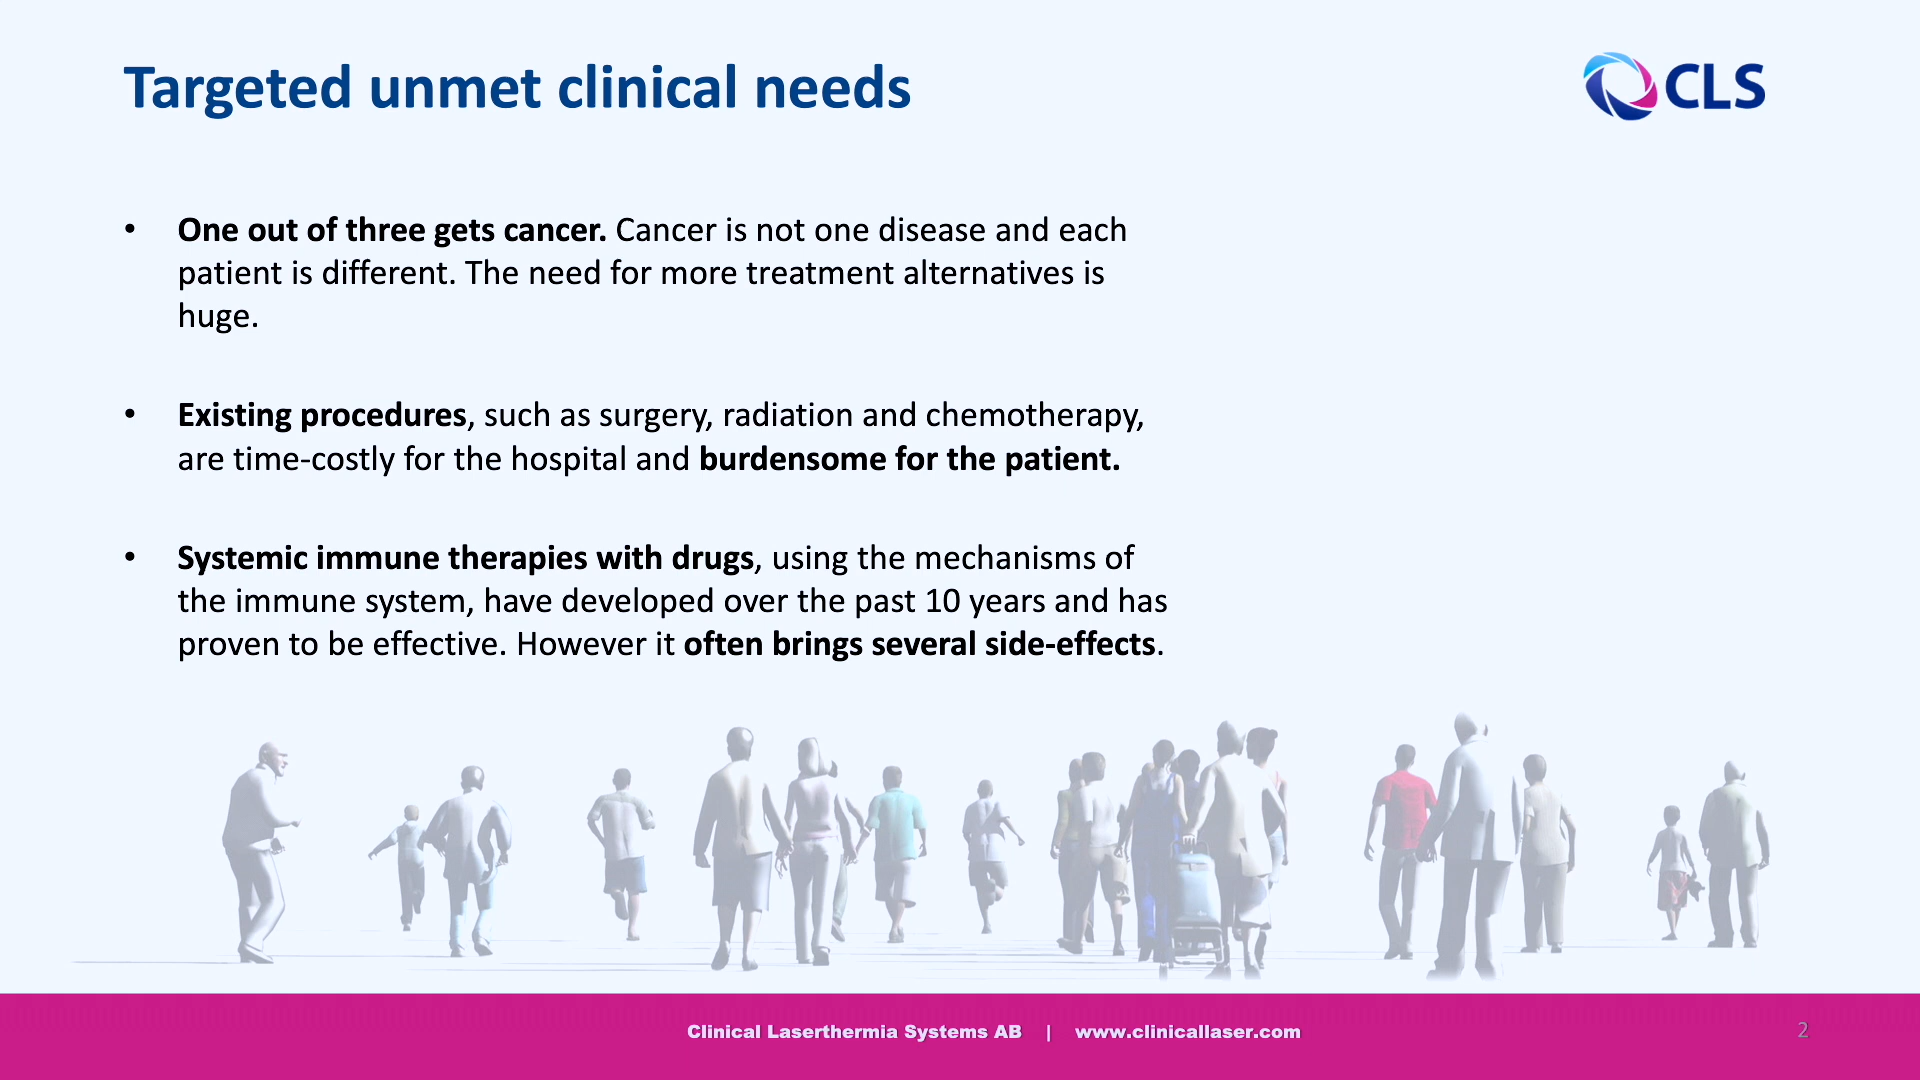 Targeted unmet clinical needs
CLS
• One out of three gets cancer. Cancer is not one disease and each
patient is different. The need for more treatment alternatives is
huge.
• Existing procedures, such as surgery, radiation and chemotherapy,
are time-costly for the hospital and burdensome for the patient.
• Systemic immune therapies with drugs, using the mechanisms of
the immune system, have developed over the past 10 years and has
proven to be effective. However it often brings several side-effects.
Clinical Laserthermia Systems AB | www.clinicallaser.com
2